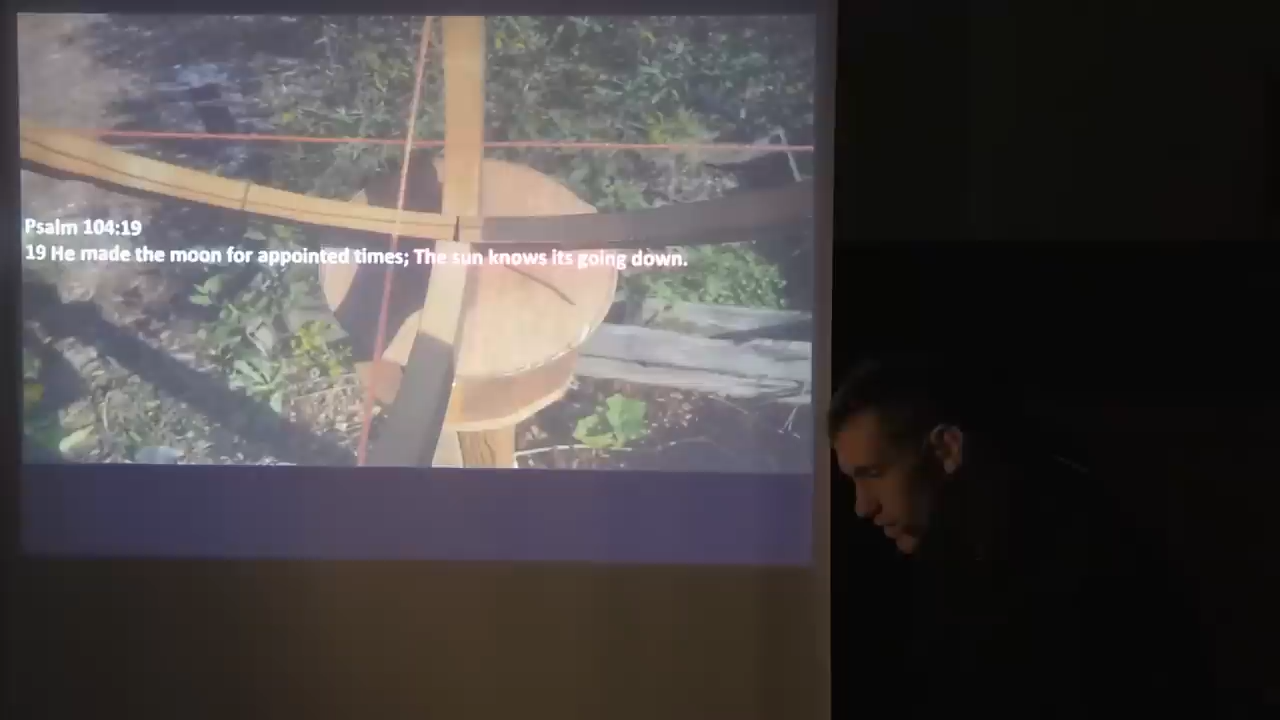 Psalm 104:19
19 He made the moon for appointed times; The sun knows its going down.